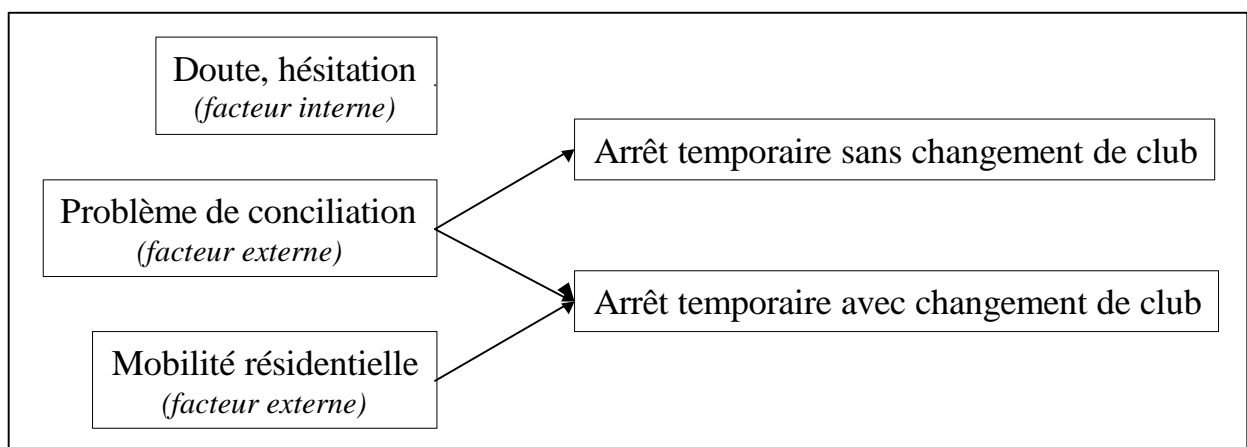 Doute, hésitation
(facteur interne)
Arrêt temporaire sans changement de club
Problème de conciliation
(facteur externe)
Arrêt temporaire avec changement de club
Mobilité résidentielle
(facteur externe)